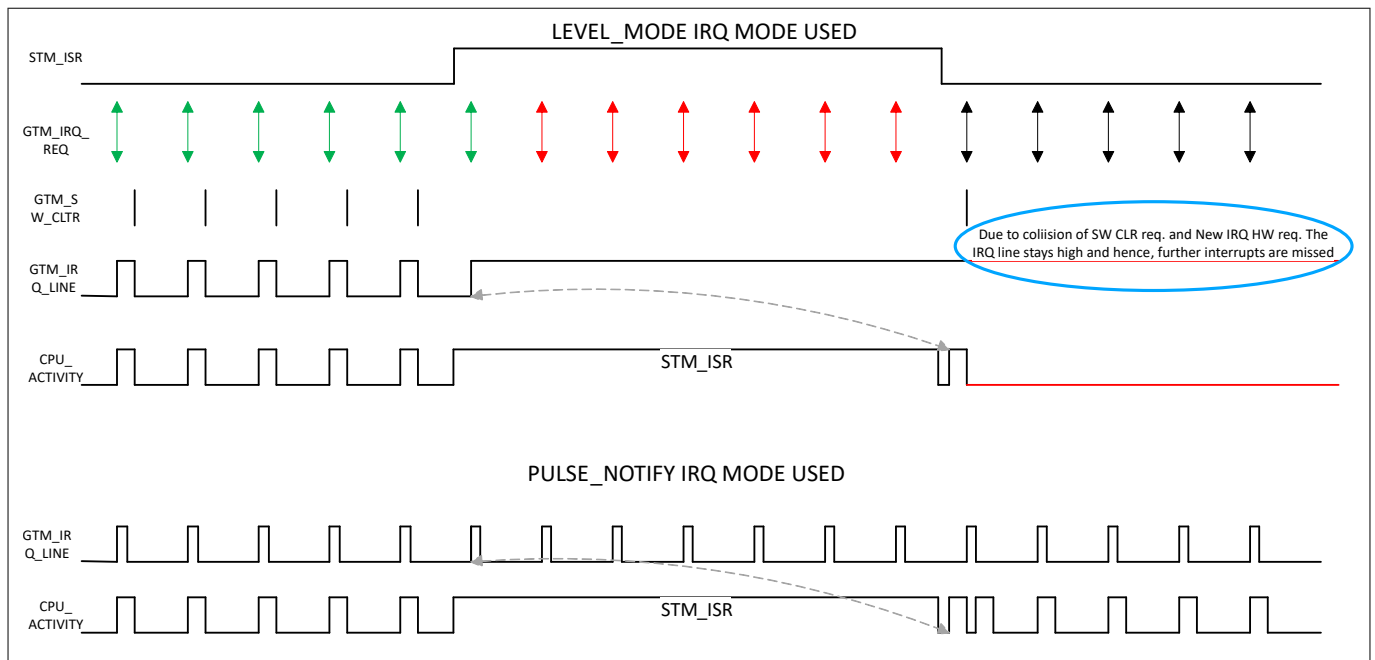 LEVEL_MODE IRQ MODE USED
STM_ISR
GTM_IRQ_
REQ
GTM_S
W_CLTR
Due to coliision of SW CLR req. and New IRQ HW req. The
IRQ line stays high and hence, further interrupts are missed
GTM_IR
Q_LINE
STM_ISR
CPU_
ACTIVITY
PULSE_NOTIFY IRQ MODE USED
GTM_IR
Q_LINE
STM_ISR
CPU_
ACTIVITY